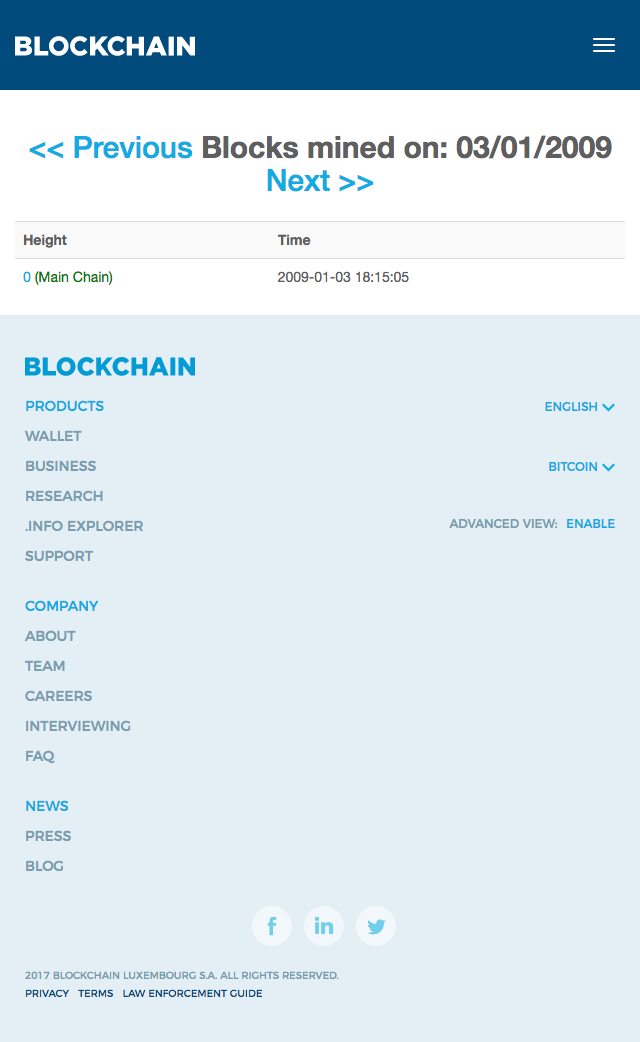 BLOCKCHAIN
<< Previous Blocks mined on: 03/01/2009
Next >>
Height Time
0 (Main Chain) 2009-01-03 18:15:05
BLOCKCHAIN
PRODUCTS ENGLISH
WALLET
BUSINESS BITCOIN
RESEARCH
.INFO EXPLORER ADVANCED VIEW: ENABLE
SUPPORT
COMPANY
ABOUT
TEAM
CAREERS
INTERVIEWING
FAQ
NEWS
PRESS
BLOG
f in
2017 BLOCKCHAIN LUXEMBOURG S.A. ALL RIGHTS RESERVED.
PRIVACY TERMS LAW ENFORCEMENT GUIDE